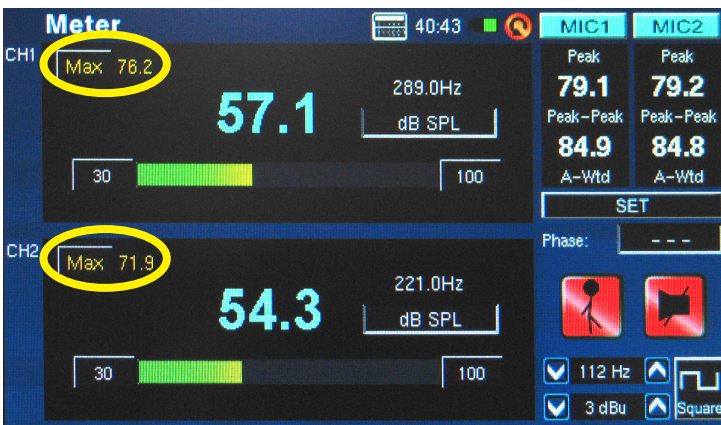 Meter 40:43
CH1
Max 76.2
57.1
289.0Hz
dB SPL
30
100
CH2
Max 71.9
54.3
221.0Hz
dB SPL
30
100
MIC1 MIC2
Peak Peak
79.1 79.2
Peak-Peak Peak-Peak
84.9 84.8
A-Wtd A-Wtd
SET
Phase: ---
112 Hz
3 dBu
Square